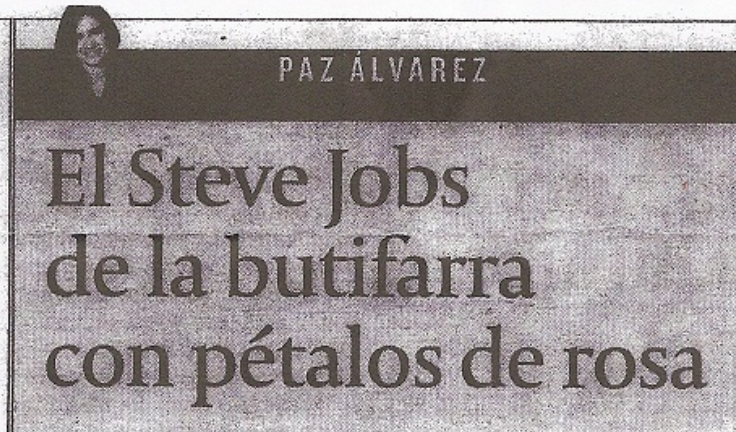 PAZ ÁLVAREZ
El Steve Jobs
de la butifarra
con pétalos de rosa